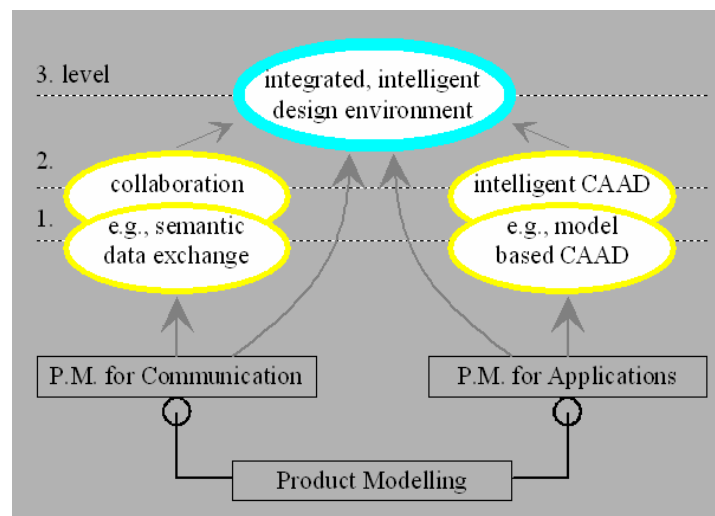 3. level
integrated, intelligent
design environment
2.
collaboration
intelligent CAAD
1.
e.g., semantic
data exchange
e.g., model
based CAAD
P.M. for Communication
P.M. for Applications
Product Modelling